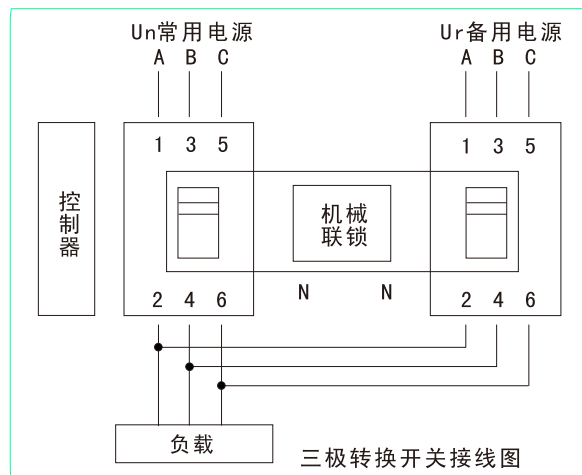 Un常用电源
Ur备用电源
A B C
A B C
1 3 5
1 3 5
控制器
机械
联锁
N N
2 4 6
2 4 6
负载
三极转换开关接线图